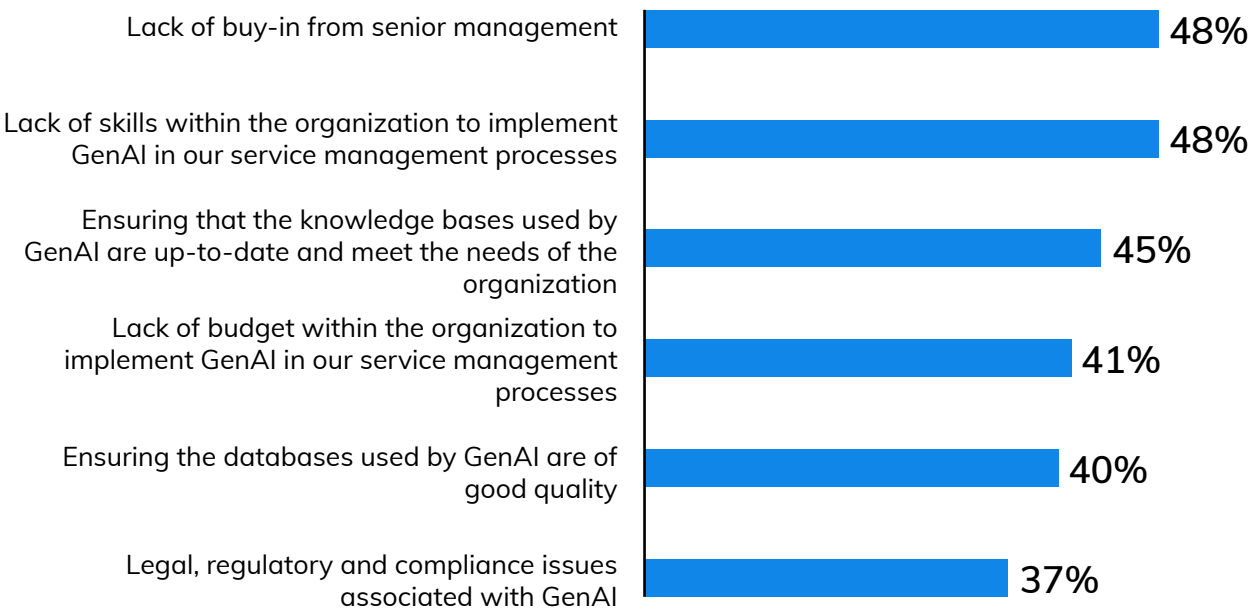 Lack of buy-in from senior management
48%
Lack of skills within the organization to implement
GenAI in our service management processes
48%
Ensuring that the knowledge bases used by
GenAI are up-to-date and meet the needs of the
organization
45%
Lack of budget within the organization to
implement GenAI in our service management
processes
41%
Ensuring the databases used by GenAI are of
good quality
40%
Legal, regulatory and compliance issues
associated with GenAI
37%